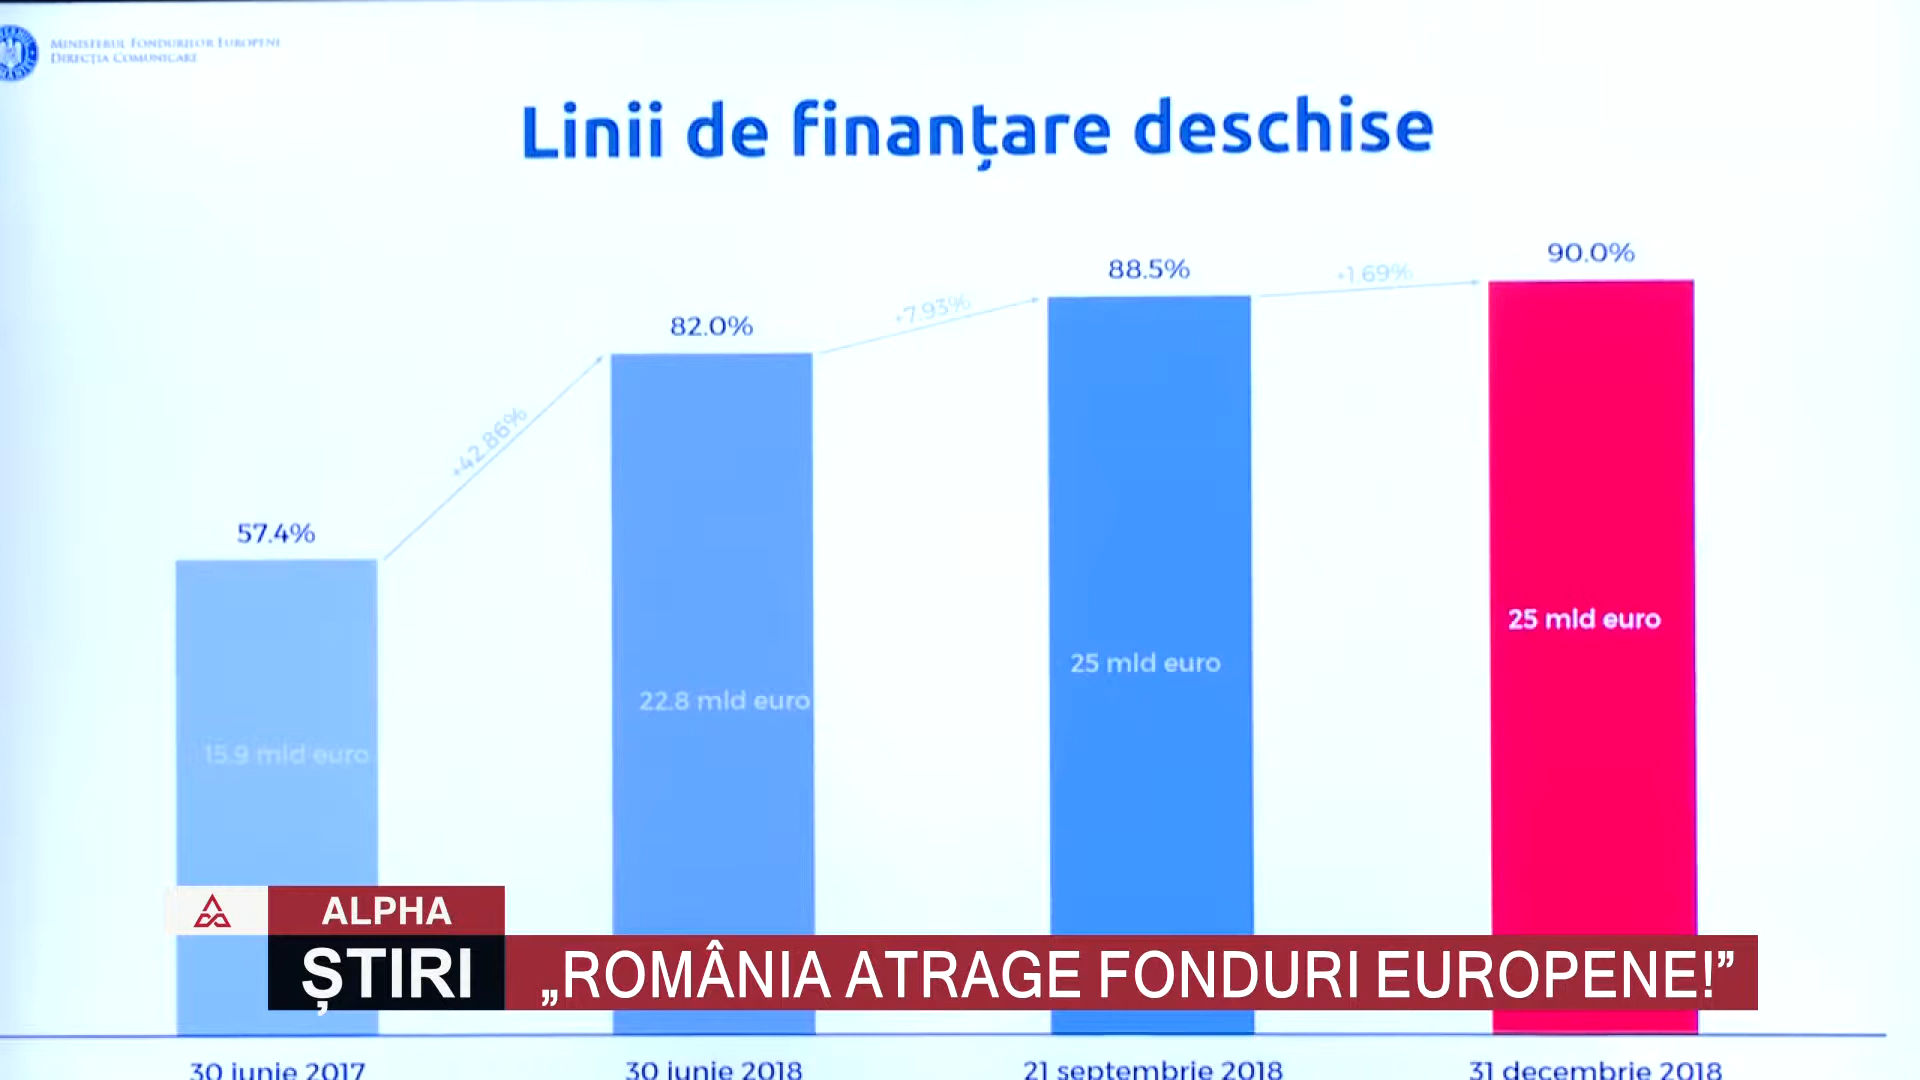 MINISTERUL FONDURILOR EUROPENE
DIRECȚIA COMUNICARE
Linii de finanțare deschise
90.0%
88.5%
+1.69%
82.0%
+7.93%
+42.86%
57.4%
25 mld euro
25 mld euro
22.8 mld euro
15.9 mld euro
ALPHA
ȘTIRI
„ROMÂNIA ATRAGE FONDURI EUROPENE!”
30 iunie 2017
30 iunie 2018
21 septembrie 2018
31 decembrie 2018